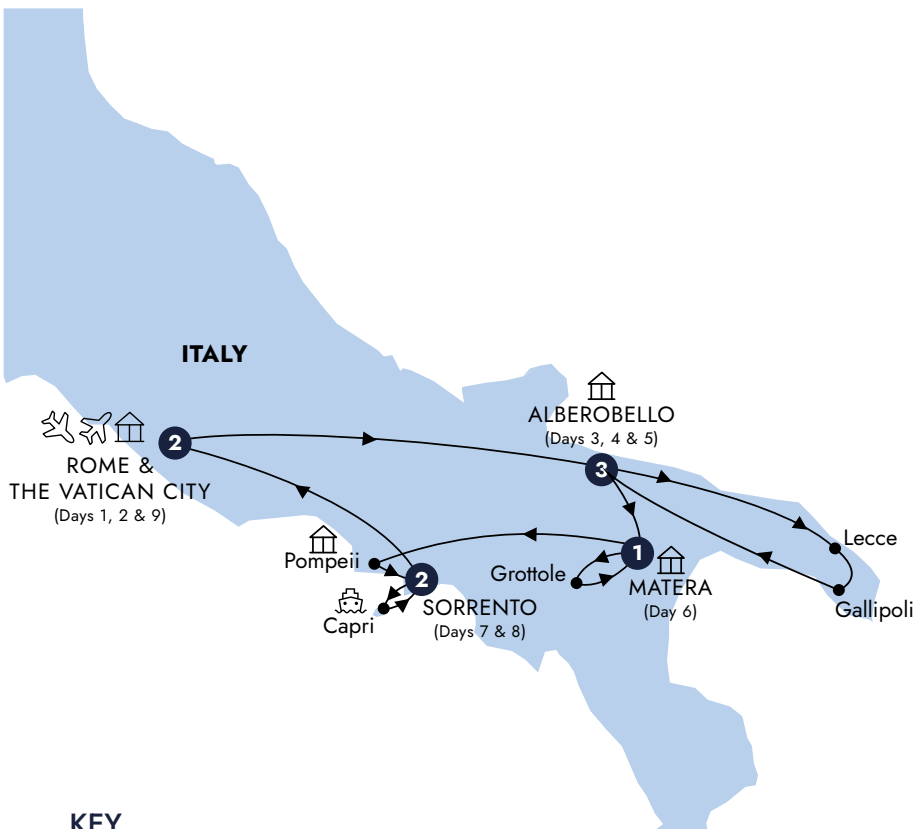 ITALY
2
ROME &
THE VATICAN CITY
(Days 1, 2 & 9)
ALBEROBELLO
(Days 3, 4 & 5)
3
Lecce
Gallipoli
1
MATERA
(Day 6)
Grottole
Pompeii
2
SORRENTO
(Days 7 & 8)
Capri
KEY